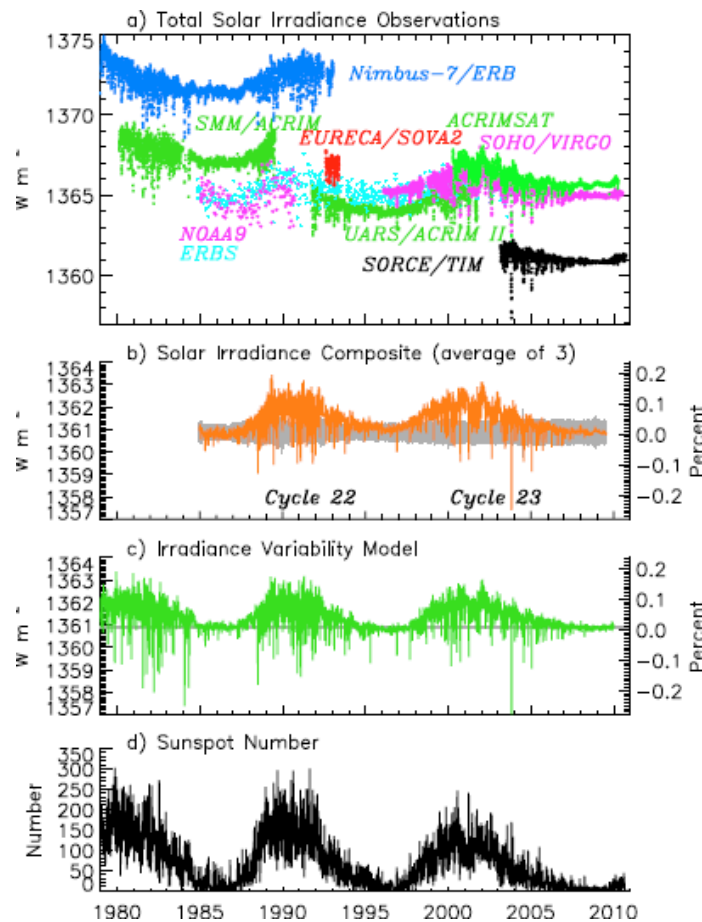 a) Total Solar Irradiance Observations
1375
Nimbus-7/ERB
1370
SMM/ACRIM
ACRIMSAT
EURECA/SOVA2
SOHO/VIRGO
W m
1365
NOAA9
UARS/ACRIM II
ERBS
SORCE/TIM
1360
b) Solar Irradiance Composite (average of 3)
1364
0.2
1363
1362
0.1
1361
0.0
1360
-0.1
1359
1358
-0.2
1357
W m
Percent
Cycle 22
Cycle 23
c) Irradiance Variability Model
1364
0.2
1363
1362
0.1
1361
0.0
1360
-0.1
1359
1358
-0.2
1357
W m
Percent
d) Sunspot Number
350
300
250
200
150
100
50
0
Number
1980 1985 1990 1995 2000 2005 2010